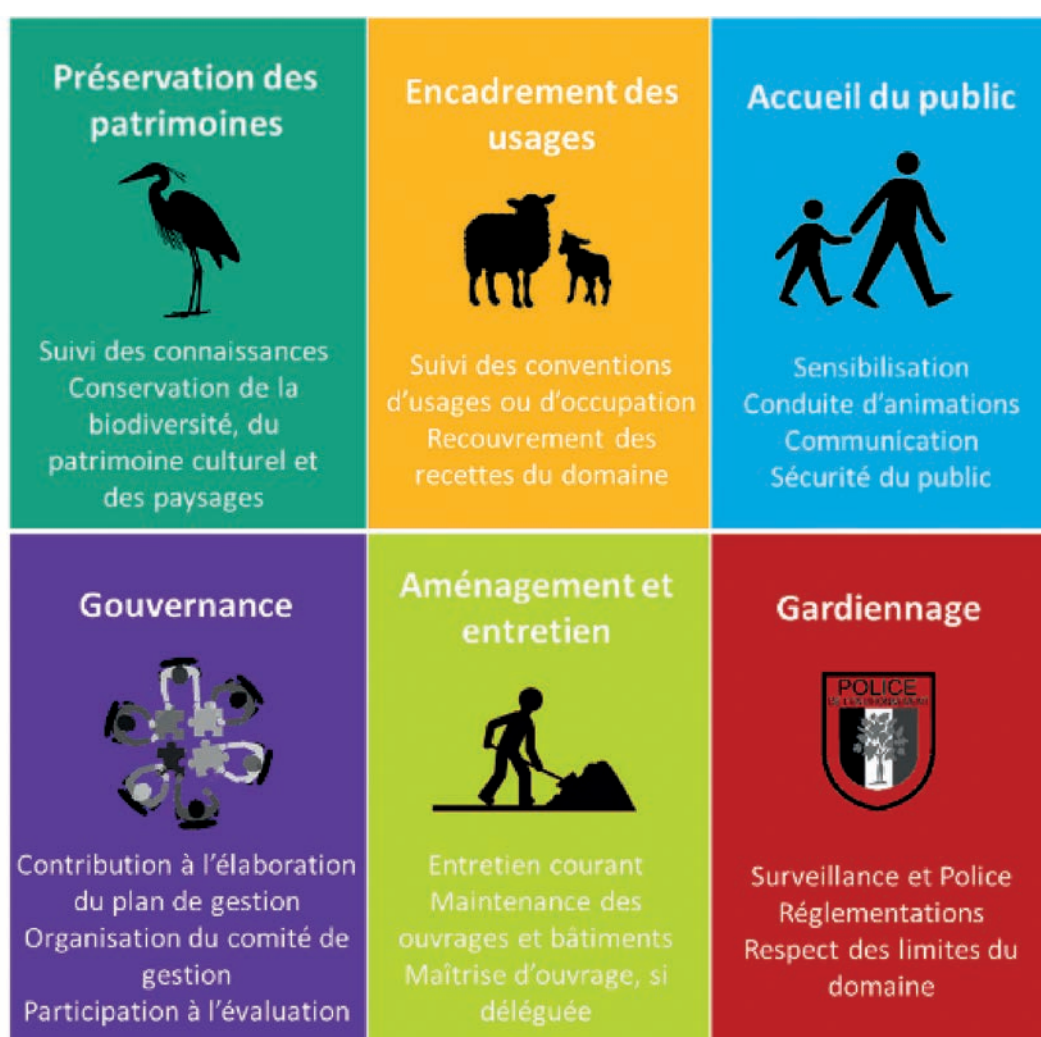 Préservation des
patrimoines
Suivi des connaissances
Conservation de la
biodiversité, du
patrimoine culturel et
des paysages
Encadrement des
usages
Suivi des conventions
d'usages ou d'occupation
Recouvrement des
recettes du domaine
Accueil du public
Sensibilisation
Conduite d'animations
Communication
Sécurité du public
Gouvernance
Contribution à l'élaboration
du plan de gestion
Organisation du comité de
gestion
Participation à l'évaluation
Aménagement et
entretien
Entretien courant
Maintenance des
ouvrages et bâtiments
Maîtrise d'ouvrage, si
déléguée
Gardiennage
POLICE
Surveillance et Police
Réglementations
Respect des limites du
domaine